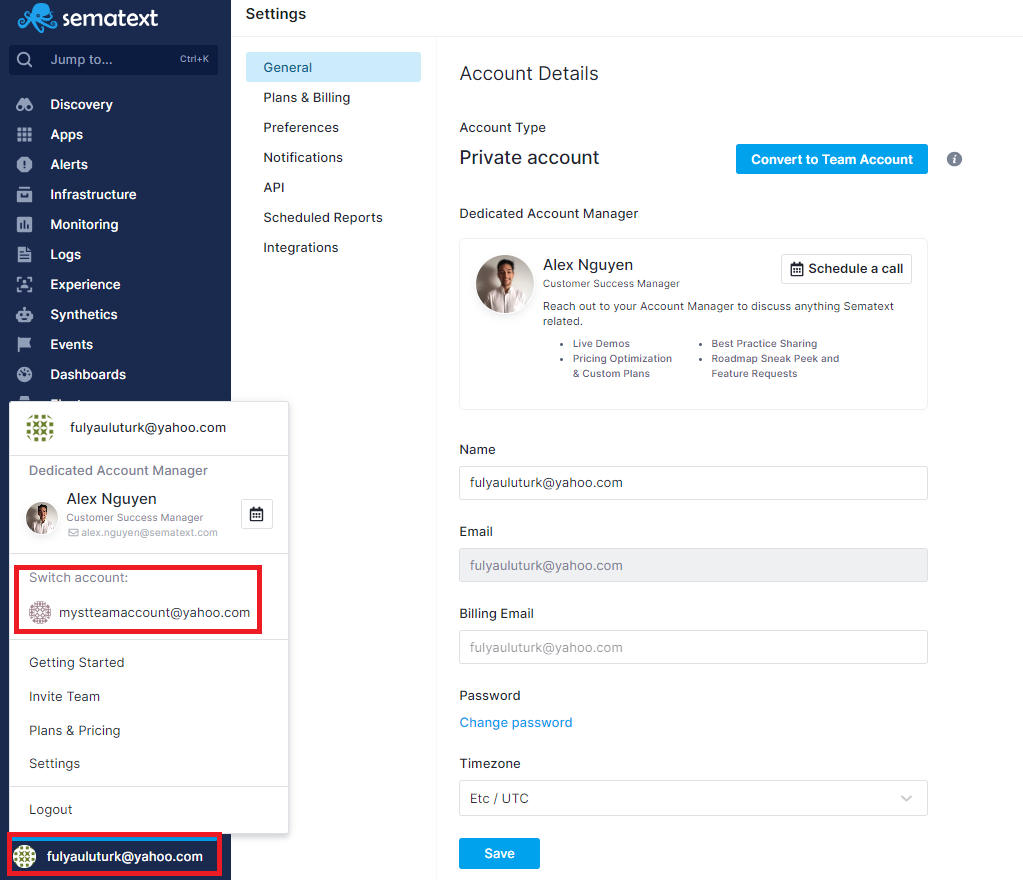 sematext
Jump to...
Ctrl+K
Discovery
Apps
Alerts
Infrastructure
Monitoring
Logs
Experience
Synthetics
Events
Dashboards
fulyauluturk@yahoo.com
Dedicated Account Manager
Alex Nguyen
Customer Success Manager
alex.nguyen@sematext.com
Switch account:
mystteamaccount@yahoo.com
Getting Started
Invite Team
Plans & Pricing
Settings
Logout
fulyauluturk@yahoo.com
Settings
General
Plans & Billing
Preferences
Notifications
API
Scheduled Reports
Integrations
Account Details
Account Type
Private account
Convert to Team Account
Dedicated Account Manager
Alex Nguyen
Customer Success Manager
Schedule a call
Reach out to your Account Manager to discuss anything Sematext
related.
• Live Demos
• Pricing Optimization
& Custom Plans
• Best Practice Sharing
• Roadmap Sneak Peek and
Feature Requests
Name
fulyauluturk@yahoo.com
Email
fulyauluturk@yahoo.com
Billing Email
fulyauluturk@yahoo.com
Password
Change password
Timezone
Etc / UTC
Save